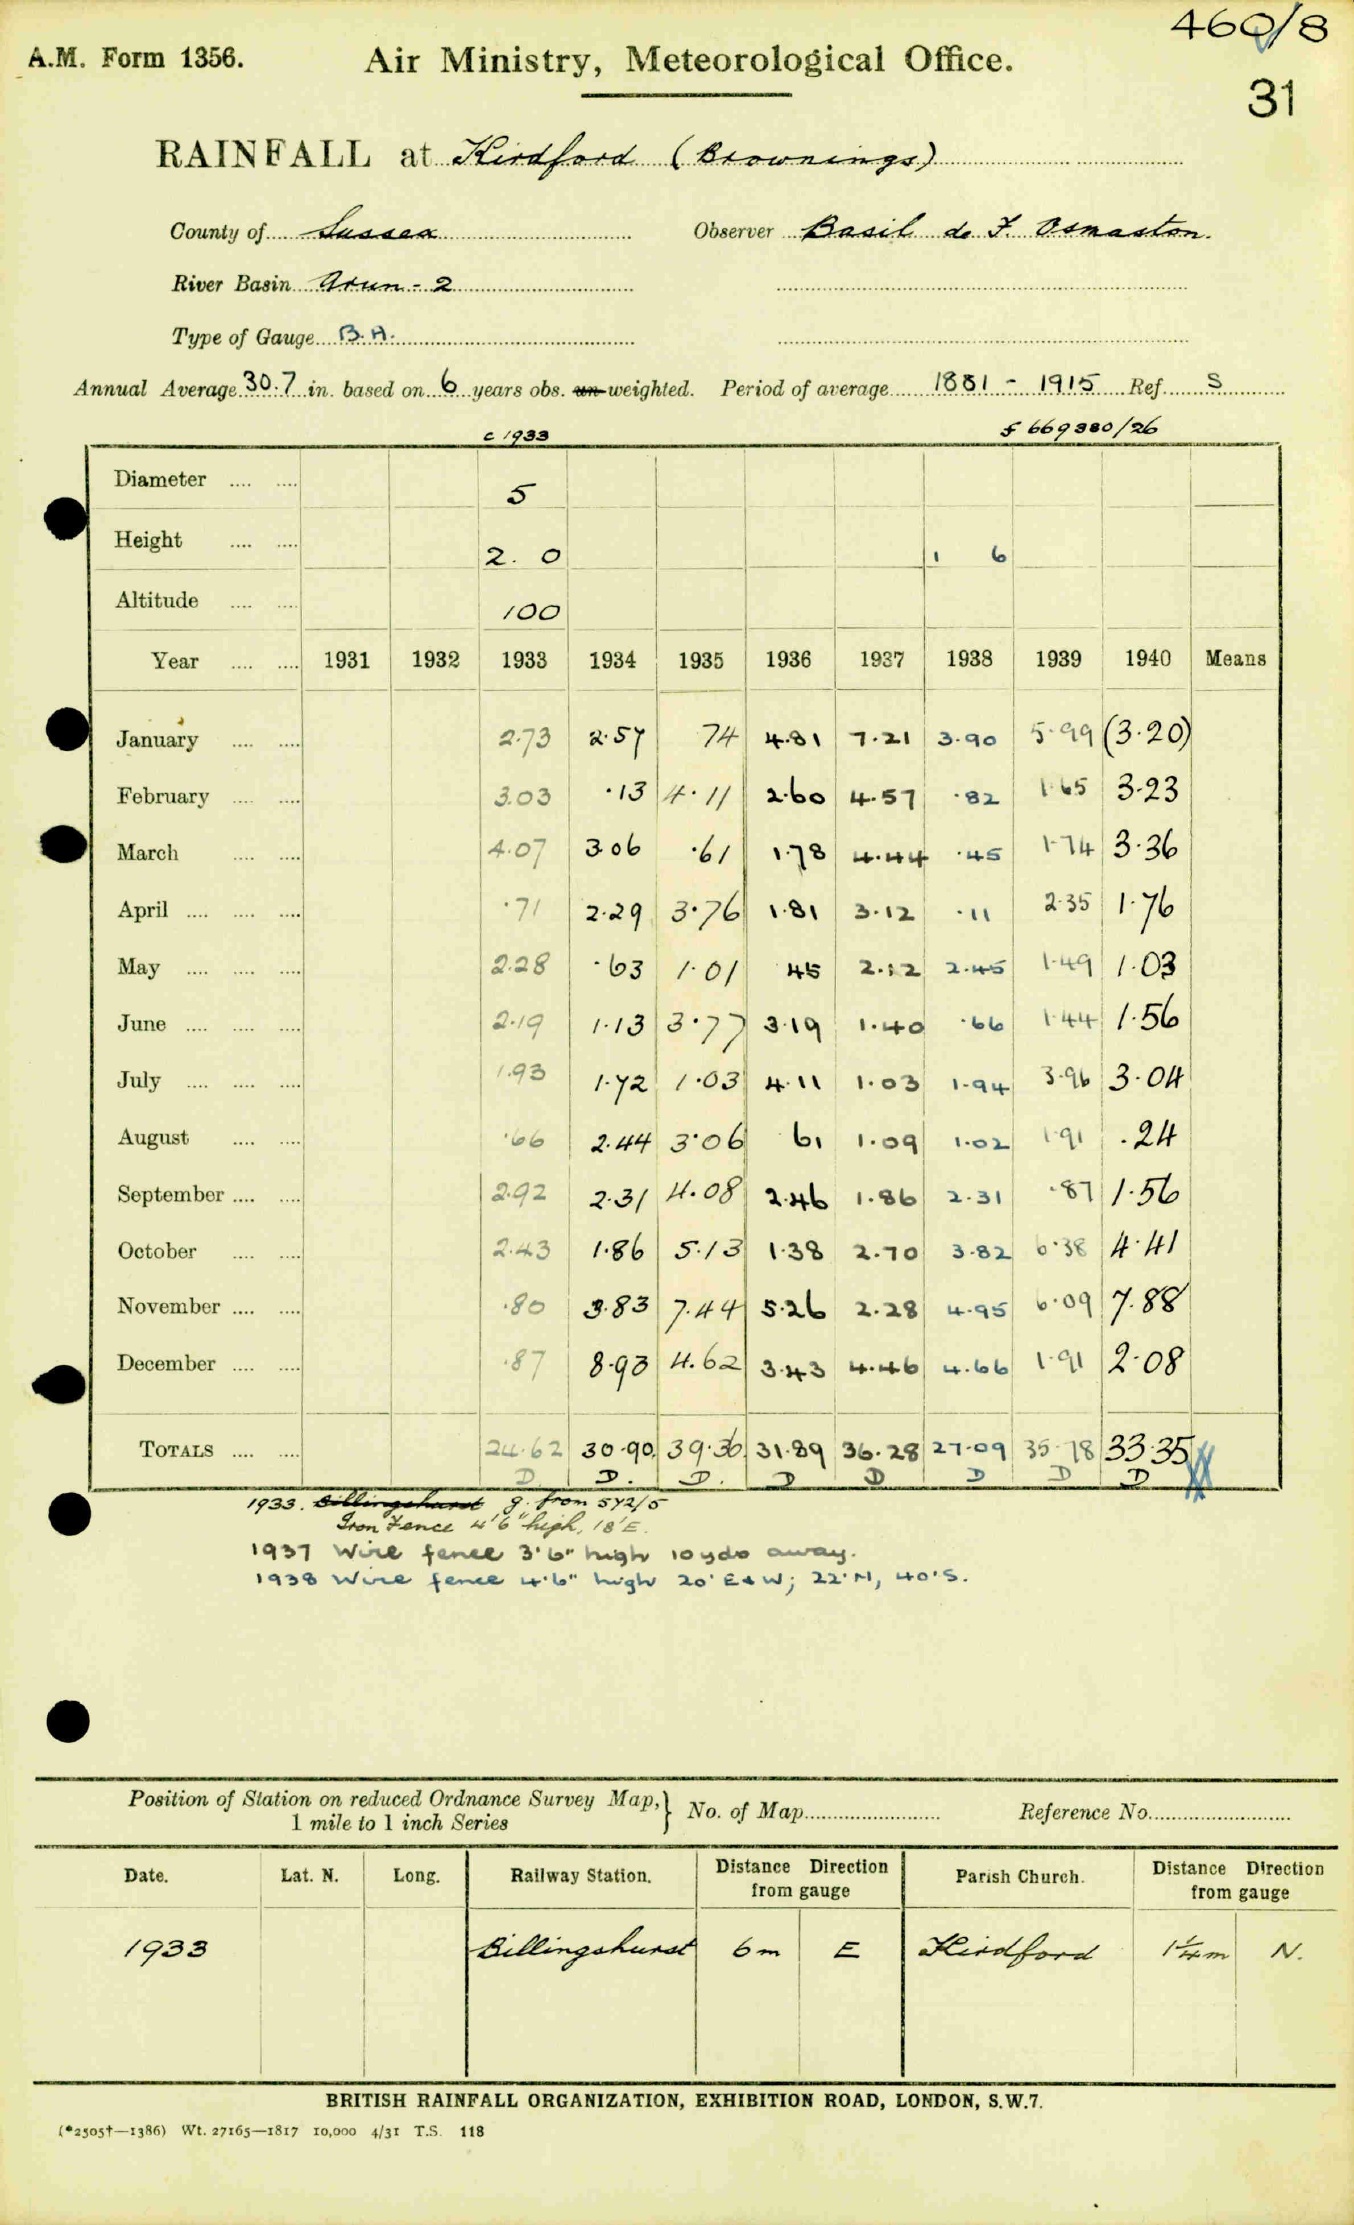 460/8
A.M. Form 1356. Air Ministry, Meteorological Office.
31
RAINFALL at Kirdford (Brownings)
County of Sussex Observer Basil de F. Osmaston.
River Basin Arun - 2
Type of Gauge B.A.
Annual Average 30.7 in. based on 6 years obs. un-weighted. Period of average 1881 - 1915 Ref. S
c 1933 f 669380/26
Diameter .... .... 5
Height .... .... 2. 0 1 6
Altitude .... .... 100
Year .... .... 1931 1932 1933 1934 1935 1936 1937 1938 1939 1940 Means
January .... .... 2.73 2.57 74 4.81 7.21 3.90 5.99 (3.20)
February .... .... 3.03 .13 4.11 2.60 4.57 .82 1.65 3.23
March .... .... 4.07 3.06 .61 1.78 4.44 .45 1.74 3.36
April .... .... .... .71 2.29 3.76 1.81 3.12 .11 2.35 1.76
May .... .... .... 2.28 .63 1.01 45 2.12 2.45 1.49 1.03
June .... .... .... 2.19 1.13 3.77 3.19 1.40 .66 1.44 1.56
July .... .... .... 1.93 1.72 1.03 4.11 1.03 1.94 3.96 3.04
August .... .... .66 2.44 3.06 61 1.09 1.02 1.91 .24
September .... .... 2.92 2.31 4.08 2.46 1.86 2.31 .87 1.56
October .... .... 2.43 1.86 5.13 1.38 2.70 3.82 6.38 4.41
November .... .... .80 3.83 7.44 5.26 2.28 4.95 6.09 7.88
December .... .... .87 8.93 4.62 3.43 4.46 4.66 1.91 2.08
TOTALS .... .... 24.62 30.90. 39.36. 31.89 36.28 27.09 35.78 33.35
D D. D. D D D D D
1933. Billingshurst g. from 572/5
Iron Fence 4'6" high, 18'E.
1937 Wire fence 3'6" high 10yds away.
1938 Wire fence 4'6" high 20' E & W; 22'N, 40'S.
Position of Station on reduced Ordnance Survey Map,} No. of Map Reference No.
1 mile to 1 inch Series
Date. Lat. N. Long. Railway Station. Distance Direction from gauge Parish Church. Distance Direction from gauge
1933 Billingshurst 6m E Kirdford 1¼m N.
BRITISH RAINFALL ORGANIZATION, EXHIBITION ROAD, LONDON, S.W.7.
(*2505†—1386) Wt. 27165—1817 10,000 4/31 T.S. 118